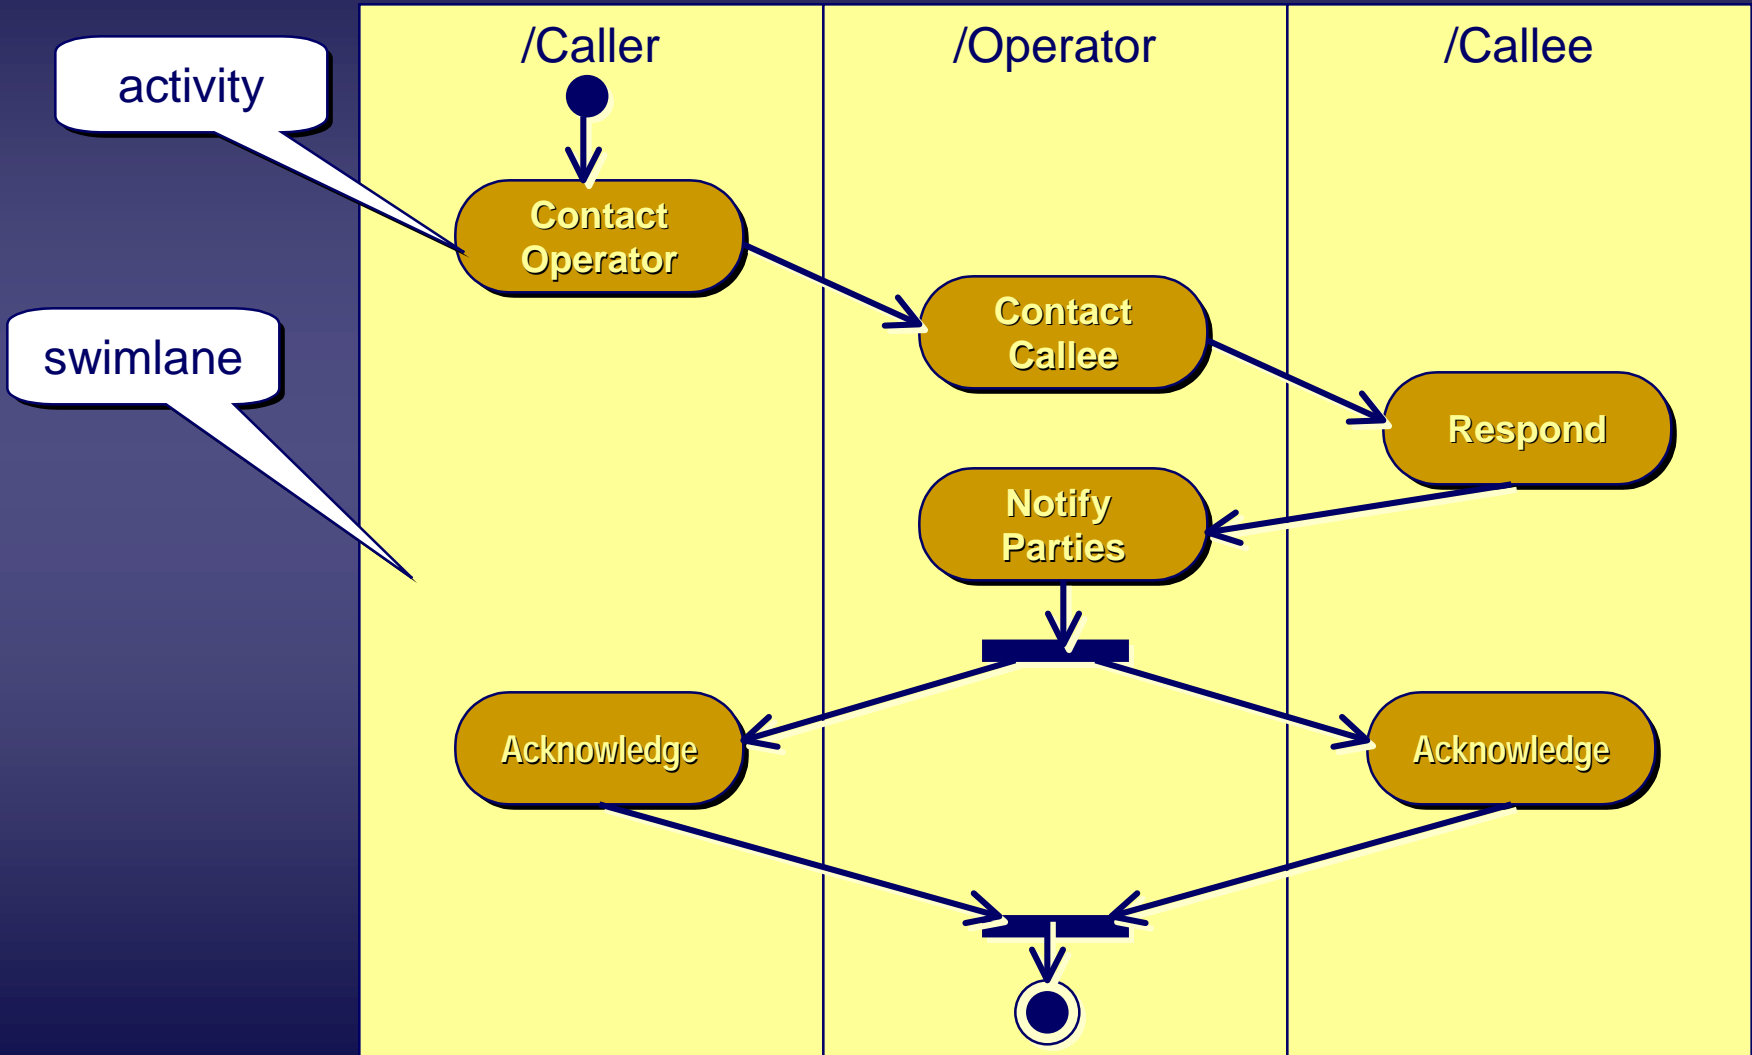 /Caller
/Operator
/Callee
activity
Contact
Operator
Contact
Callee
swimlane
Respond
Notify
Parties
Acknowledge
Acknowledge